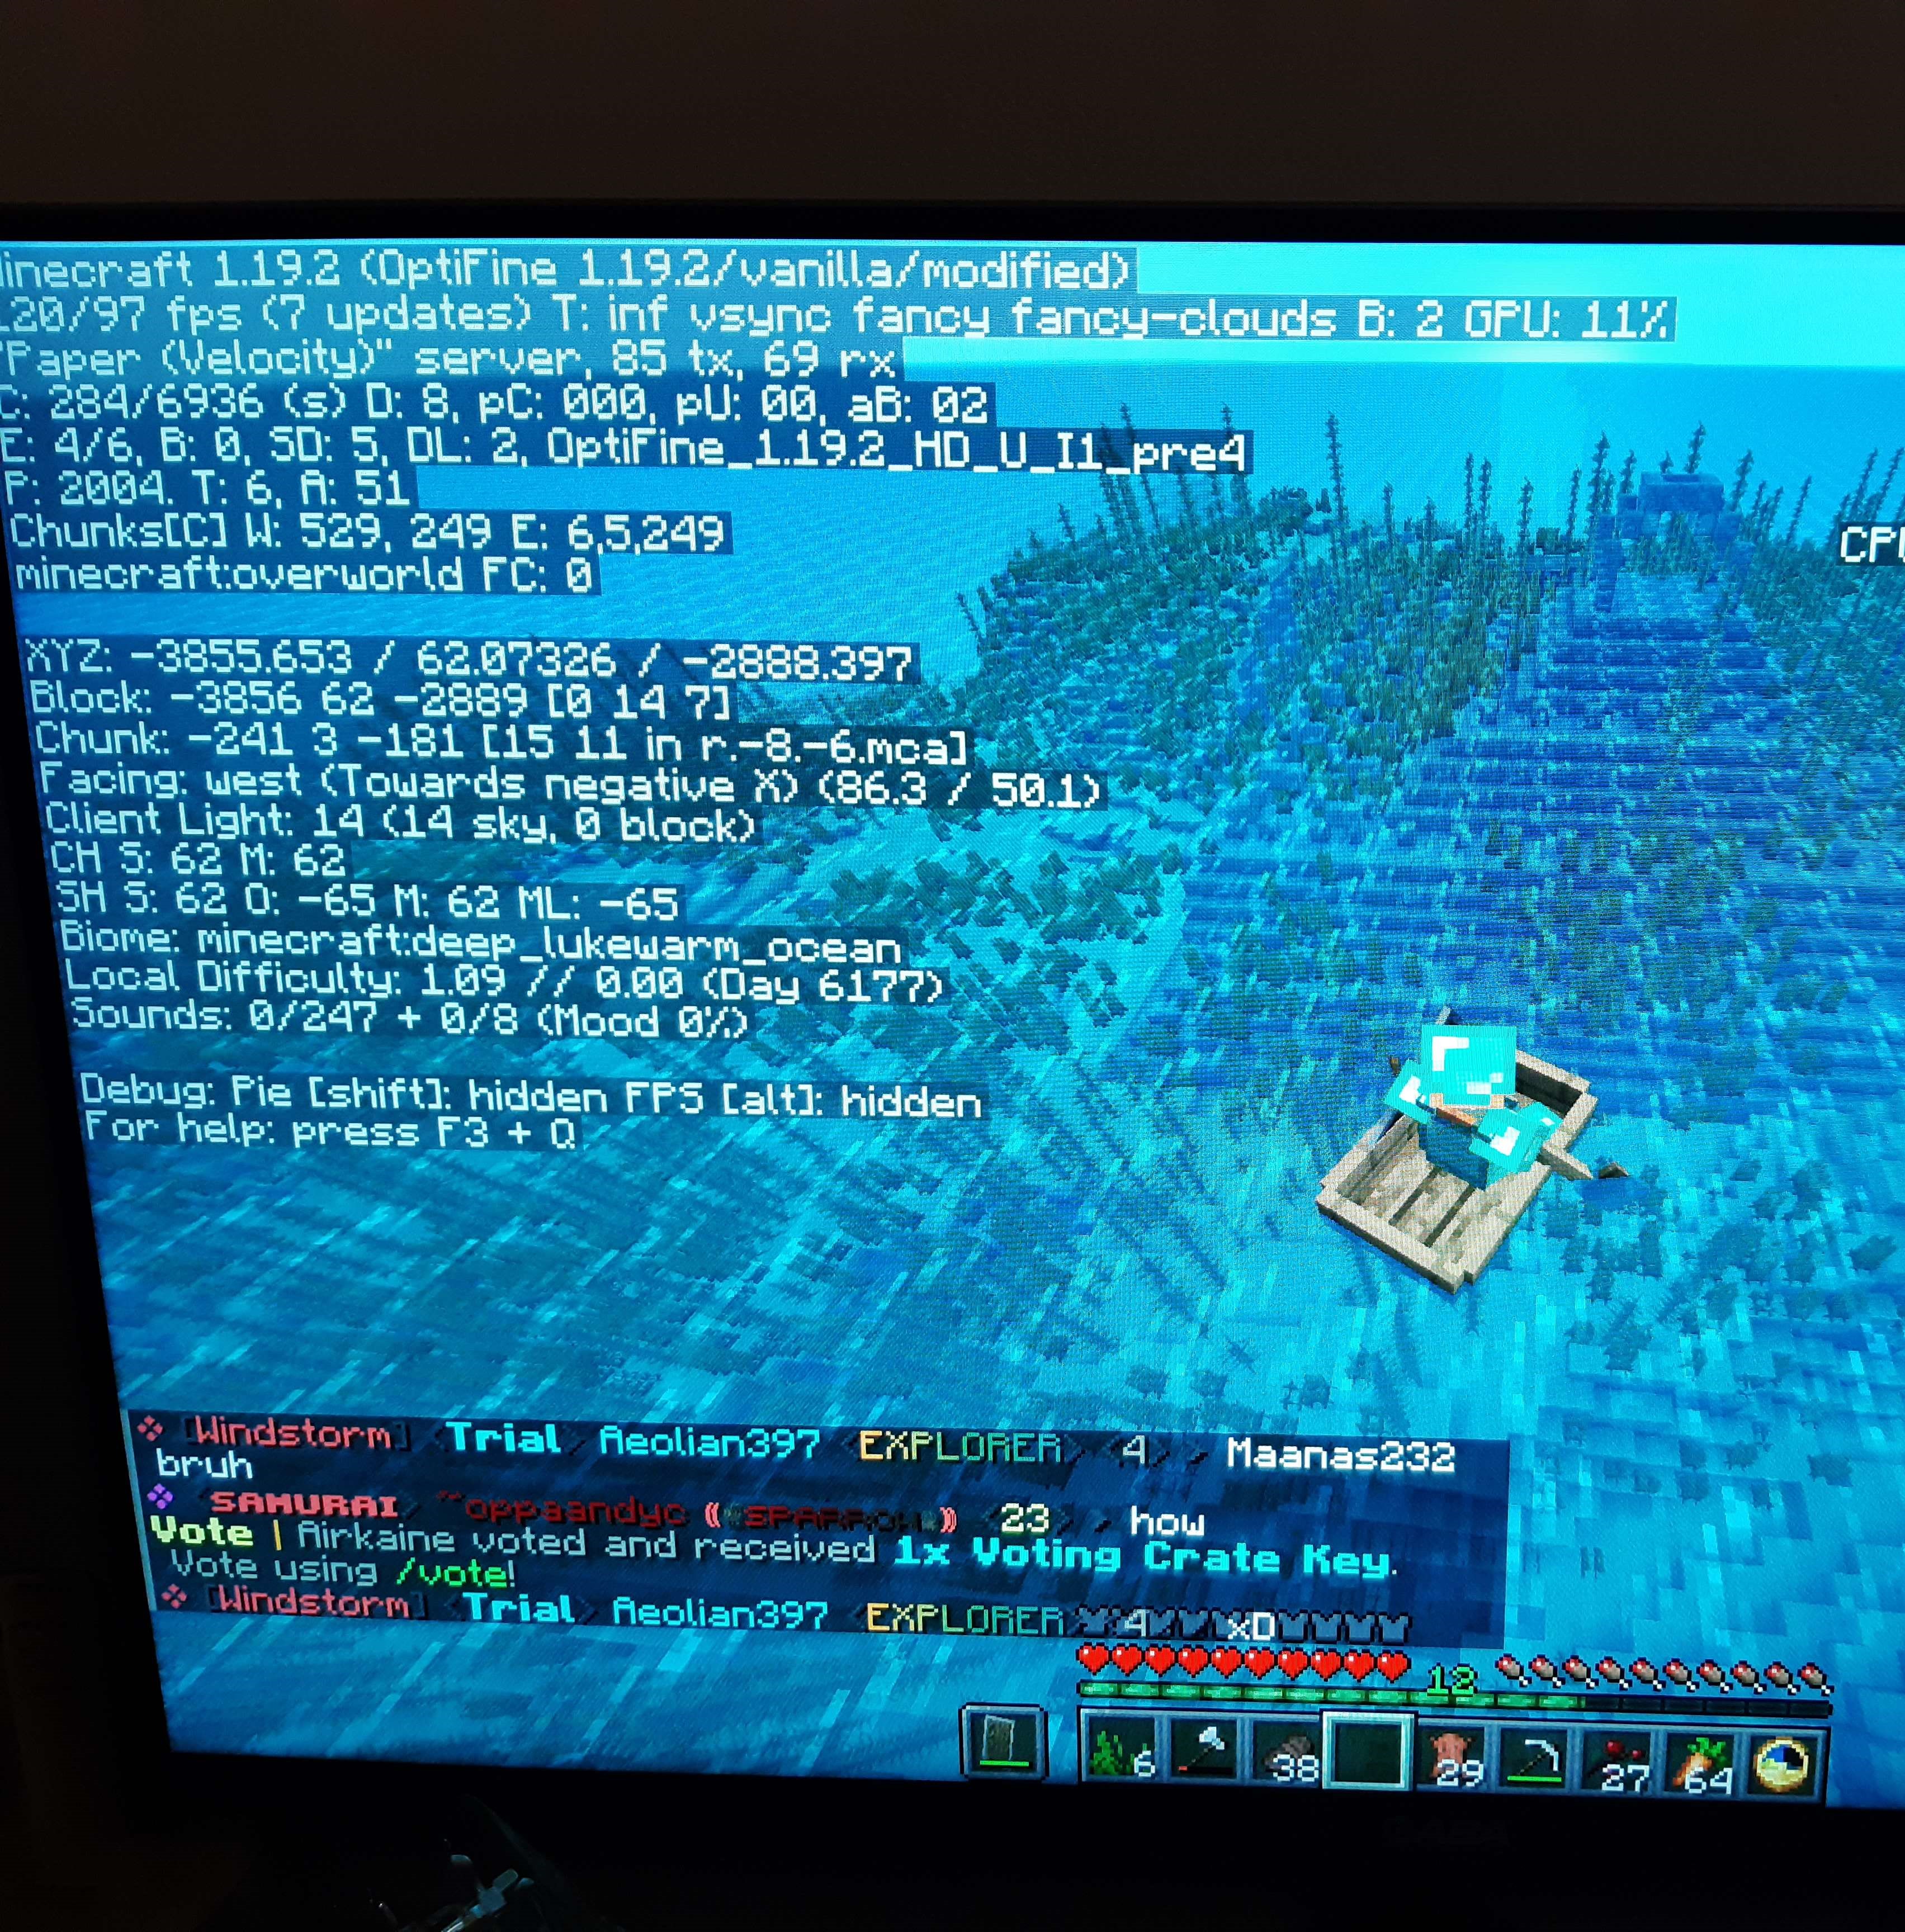 inecraft 1.19.2 (OptiFine 1.19.2/vanilla/modified)
120/97 fps (7 updates) T: inf vsync fancy fancy-clouds B: 2 GPU: 11%
"Paper (Velocity)" server, 85 tx, 69 rx
C: 284/6936 (s) D: 8, pC: 000, pU: 00, aB: 02
E: 4/6, B: 0, SD: 5, DL: 2, OptiFine_1.19.2_HD_U_I1_pre4
P: 2004. T: 6, A: 51
Chunks[C] W: 529, 249 E: 6,5,249
CPU
minecraft:overworld FC: 0
XYZ: -3855.653 / 62.07326 / -2888.397
Block: -3856 62 -2889 [0 14 7]
Chunk: -241 3 -181 [15 11 in r.-8.-6.mca]
Facing: west (Towards negative X) (86.3 / 50.1)
Client Light: 14 (14 sky, 0 block)
CH S: 62 M: 62
SH S: 62 O: -65 M: 62 ML: -65
Biome: minecraft:deep_lukewarm_ocean
Local Difficulty: 1.09 // 0.00 (Day 6177)
Sounds: 0/247 + 0/8 (Mood 0%)
Debug: Pie [shift]: hidden FPS [alt]: hidden
For help: press F3 + Q
❖ [Windstorm] Trial Aeolian397 EXPLORER 4 Maanas232
bruh
❖ SAMURAI ~oppaandyc ((SPARROW)) 23 how
Vote | Airkaine voted and received 1x Voting Crate Key.
Vote using /vote!
❖ [Windstorm] Trial Aeolian397 EXPLORER 4 xD
12
6 38 29 27 64